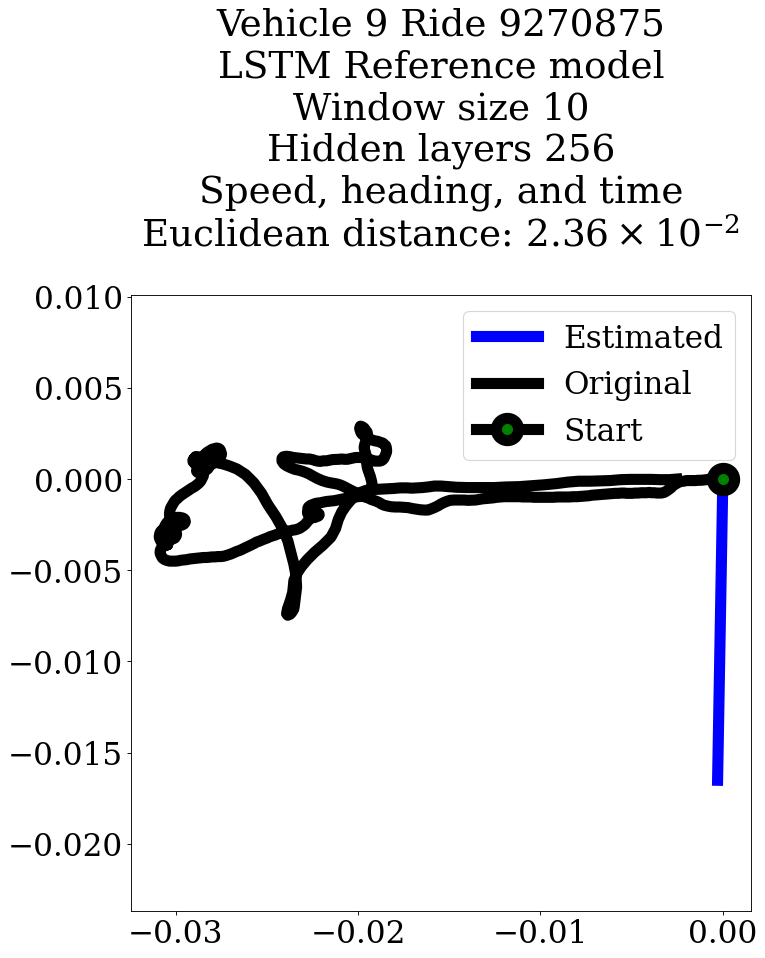 Vehicle 9 Ride 9270875
LSTM Reference model
Window size 10
Hidden layers 256
Speed, heading, and time
Euclidean distance: 2.36 × 10⁻²
0.010
Estimated
0.005
Original
Start
0.000
−0.005
−0.010
−0.015
−0.020
−0.03 −0.02 −0.01 0.00